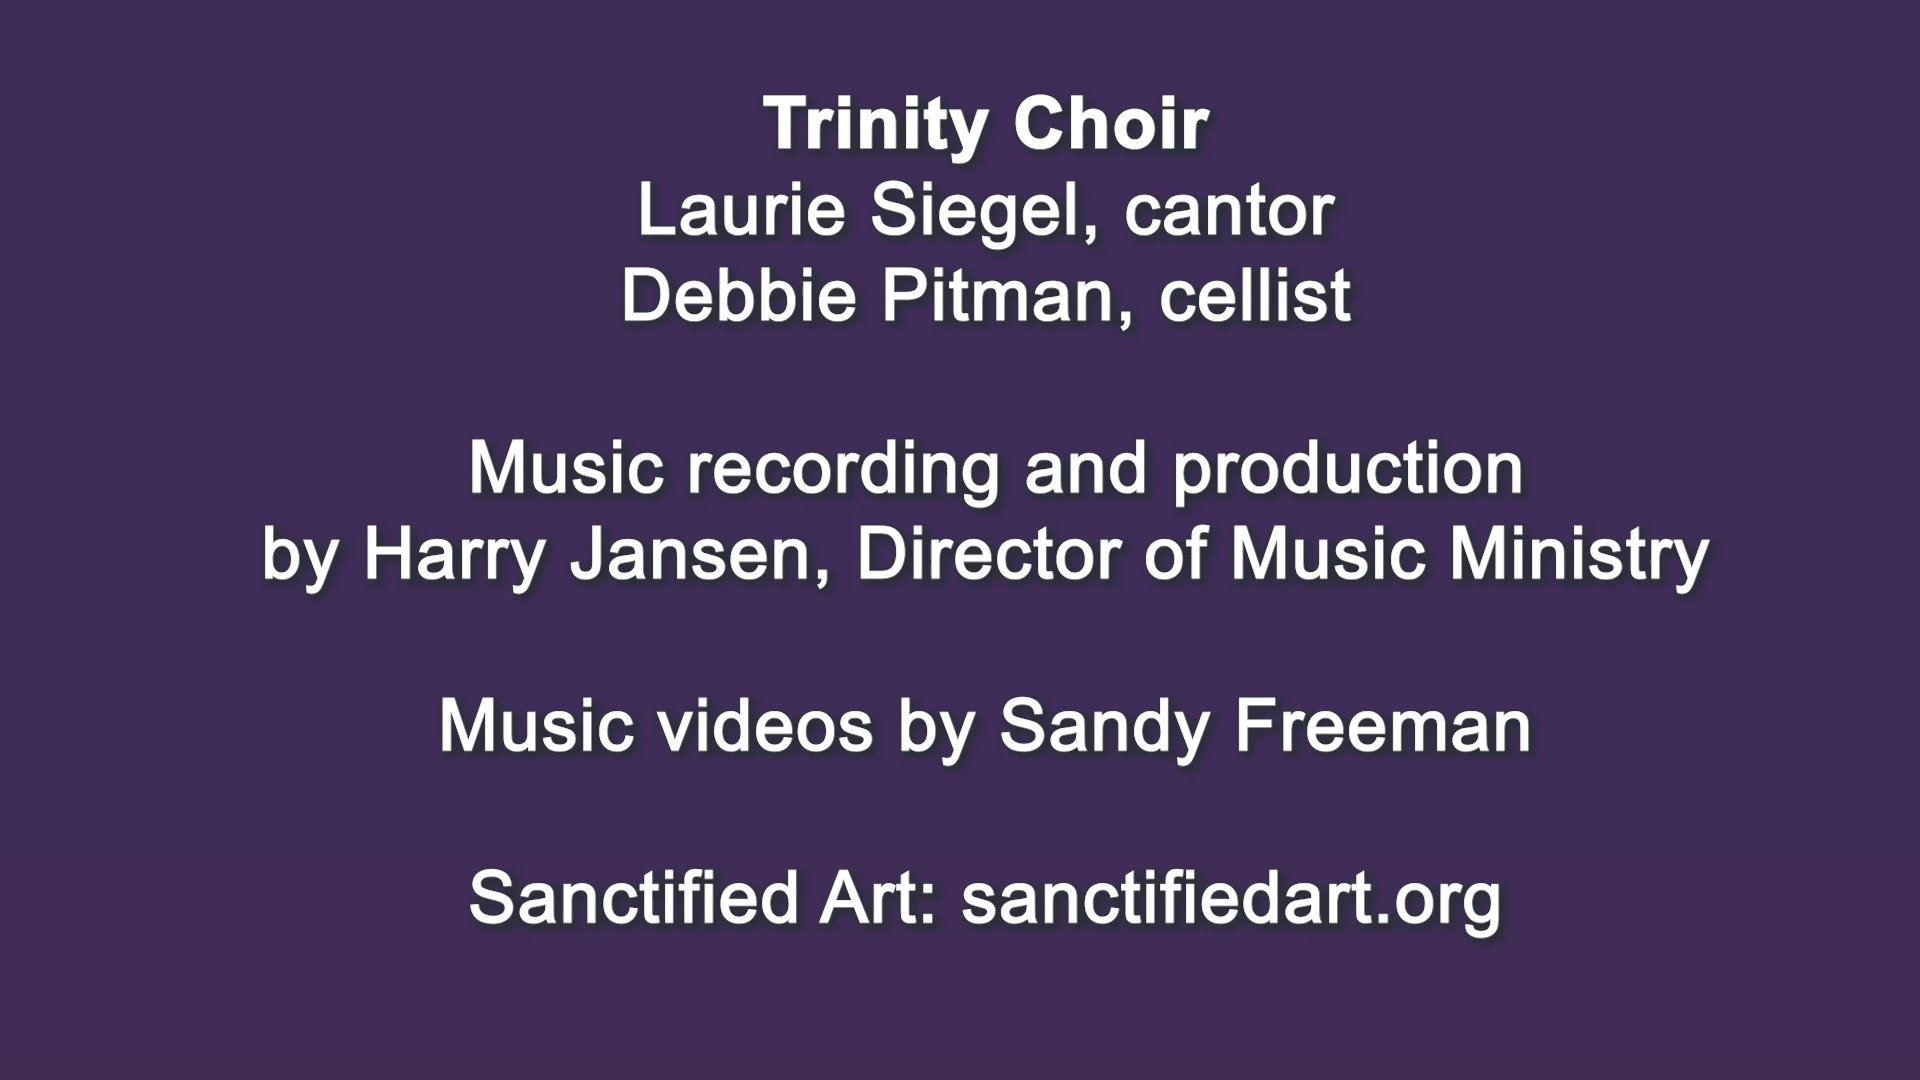 Trinity Choir
Laurie Siegel, cantor
Debbie Pitman, cellist
Music recording and production
by Harry Jansen, Director of Music Ministry
Music videos by Sandy Freeman
Sanctified Art: sanctifiedart.org